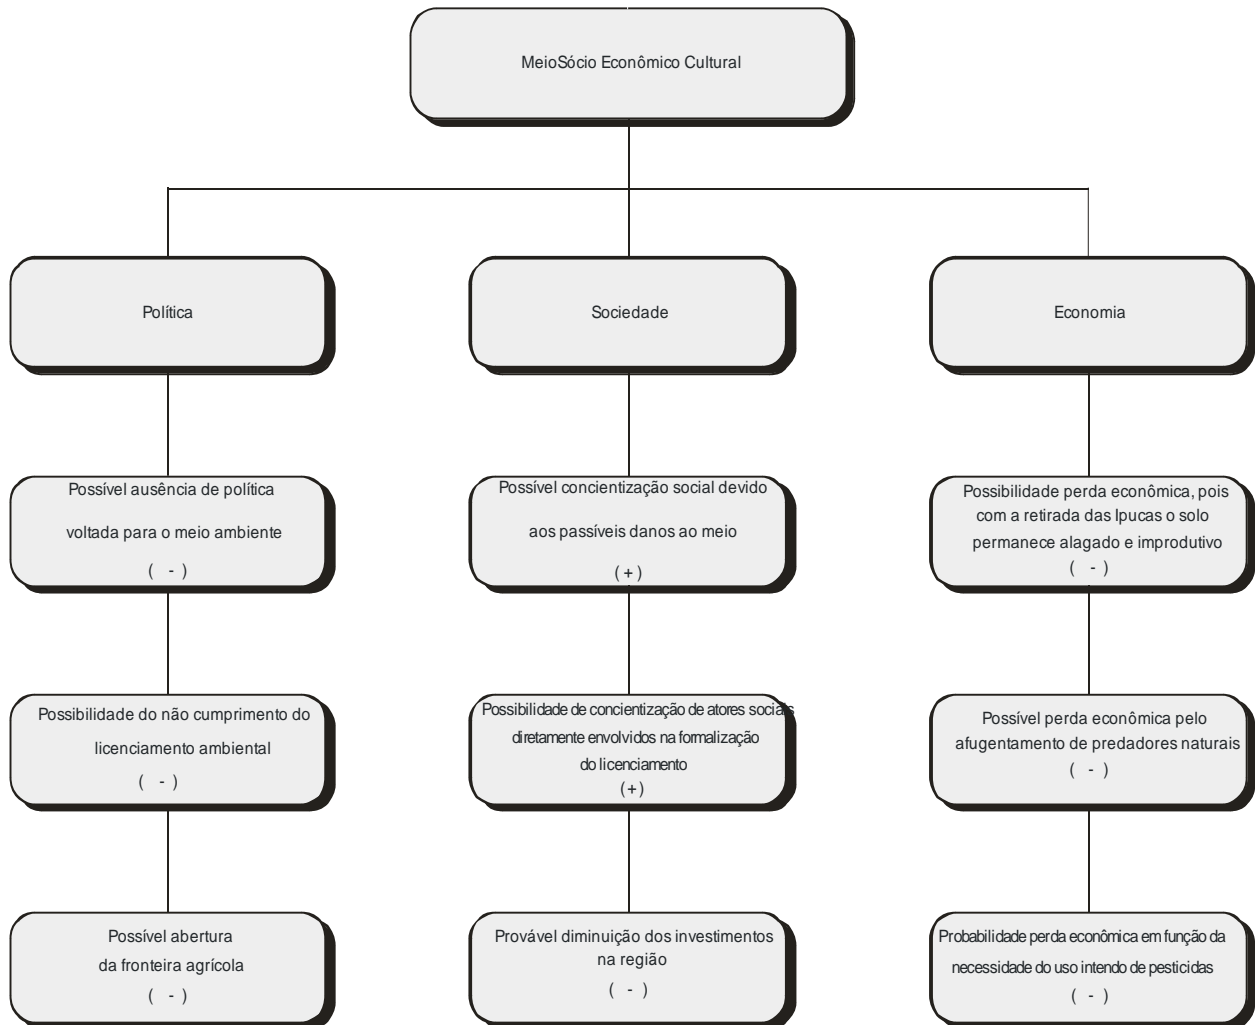 MeioSócio Econômico Cultural
Política
Sociedade
Economia
Possível ausência de política
voltada para o meio ambiente
( - )
Possível concientização social devido
aos passíveis danos ao meio
(+)
Possibilidade perda econômica, pois
com a retirada das Ipucas o solo
permanece alagado e improdutivo
( - )
Possibilidade do não cumprimento do
licenciamento ambiental
( - )
Possibilidade de concientização de atores sociais
diretamente envolvidos na formalização
do licenciamento
(+)
Possível perda econômica pelo
afugentamento de predadores naturais
( - )
Possível abertura
da fronteira agrícola
( - )
Provável diminuição dos investimentos
na região
( - )
Probabilidade perda econômica em função da
necessidade do uso intendo de pesticidas
( - )